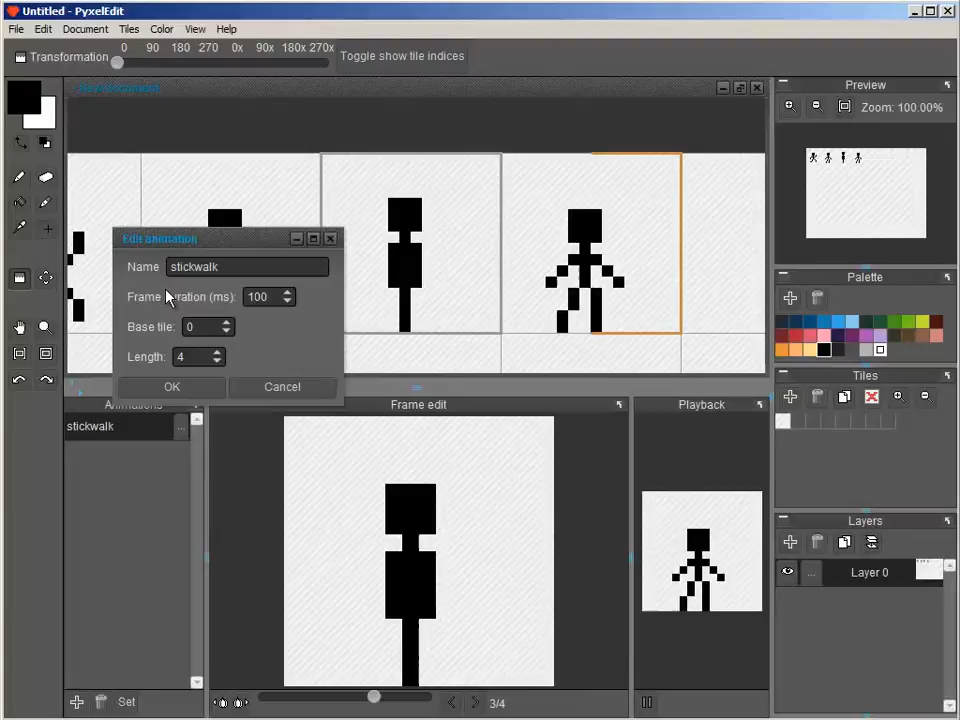 Untitled - PyxelEdit
File Edit Document Tiles Color View Help
Transformation 0 90 180 270 0x 90x 180x 270x Toggle show tile indices
Preview
Zoom: 100.00%
Edit animation
Name stickwalk
Frame duration (ms): 100
Base tile: 0
Length: 4
OK Cancel
Palette
Tiles
Layers
Layer 0
Animations
stickwalk ...
Set
Frame edit
3/4
Playback